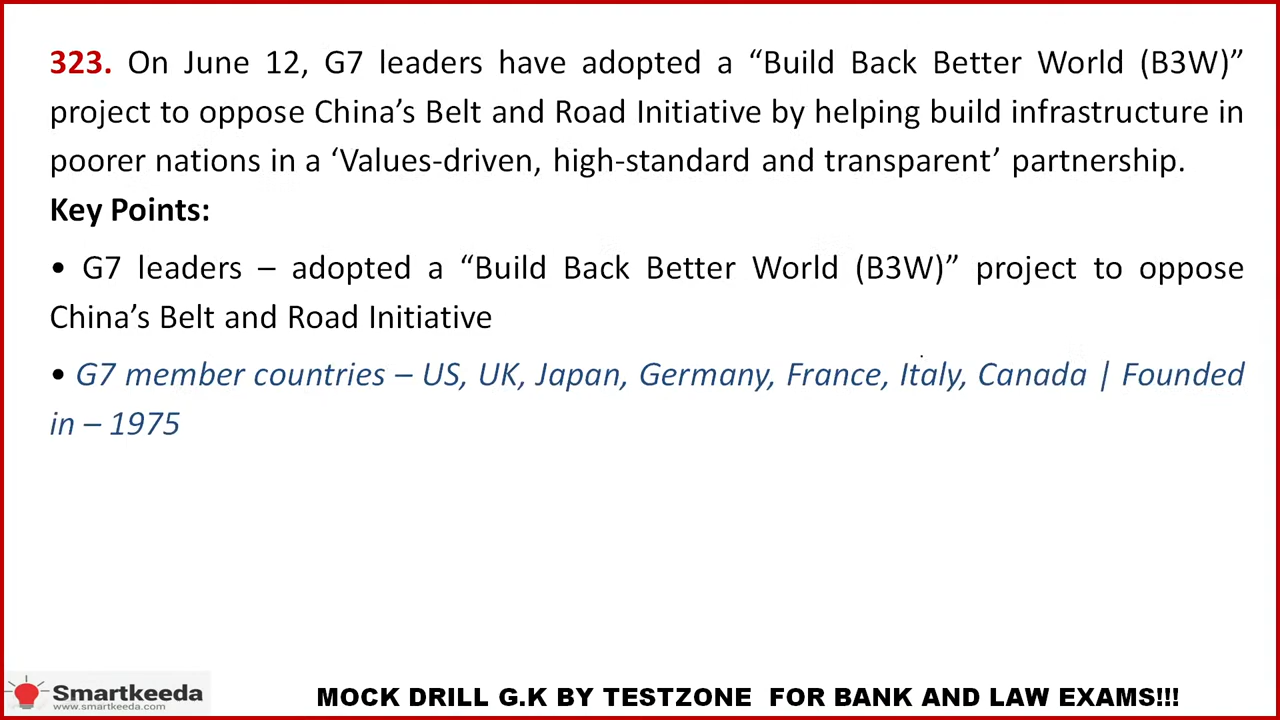 323. On June 12, G7 leaders have adopted a “Build Back Better World (B3W)”
project to oppose China’s Belt and Road Initiative by helping build infrastructure in
poorer nations in a ‘Values-driven, high-standard and transparent’ partnership.
Key Points:
• G7 leaders – adopted a “Build Back Better World (B3W)” project to oppose
China’s Belt and Road Initiative
• G7 member countries – US, UK, Japan, Germany, France, Italy, Canada | Founded
in – 1975
Smartkeeda
www.smartkeeda.com
MOCK DRILL G.K BY TESTZONE FOR BANK AND LAW EXAMS!!!